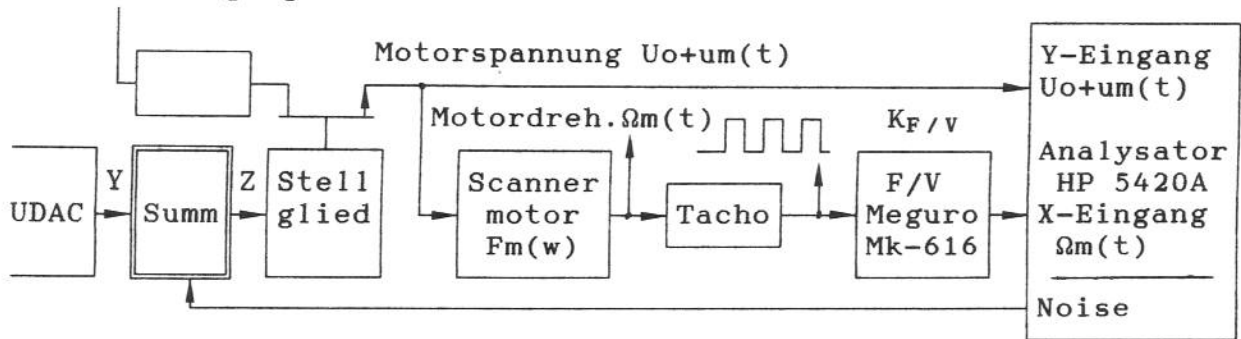 Motorspannung Uo+um(t)
Y-Eingang
Uo+um(t)
Motordreh.Ωm(t)
KF/V
Analysator
HP 5420A
X-Eingang
Ωm(t)
Noise
UDAC
Y
Summ
Z
Stell
glied
Scanner
motor
Fm(w)
Tacho
F/V
Meguro
Mk-616